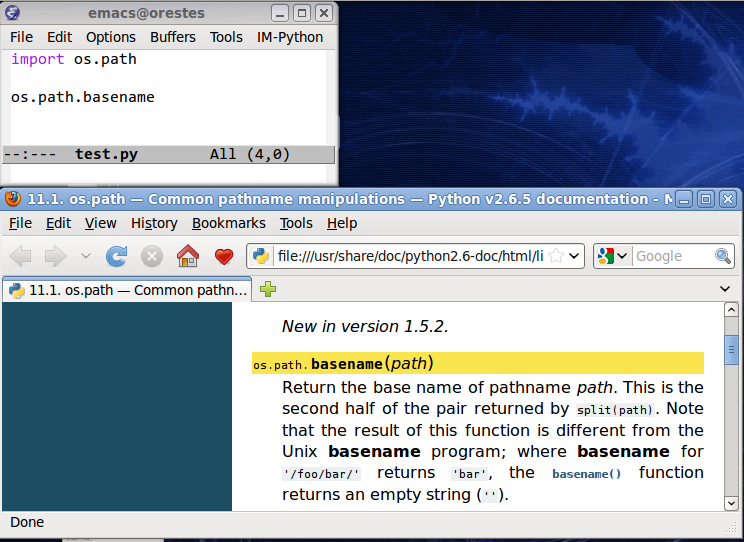 emacs@orestes
File Edit Options Buffers Tools IM-Python
import os.path
os.path.basename
--:--- test.py All (4,0)
11.1. os.path — Common pathname manipulations — Python v2.6.5 documentation - M
File Edit View History Bookmarks Tools Help
file:///usr/share/doc/python2.6-doc/html/li Google
11.1. os.path — Common pathn...
New in version 1.5.2.
os.path.basename(path)
Return the base name of pathname path. This is the
second half of the pair returned by split(path). Note
that the result of this function is different from the
Unix basename program; where basename for
'/foo/bar/' returns 'bar', the basename() function
returns an empty string ('').
Done